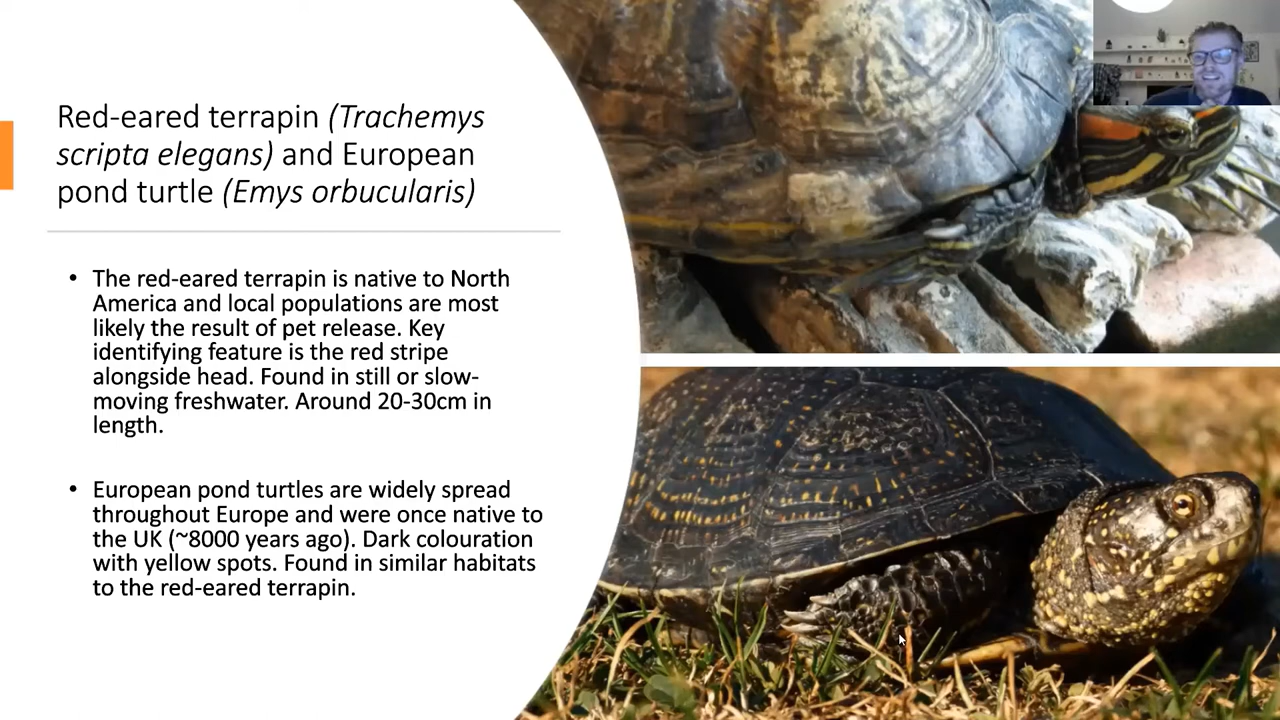 Red-eared terrapin (Trachemys
scripta elegans) and European
pond turtle (Emys orbucularis)
• The red-eared terrapin is native to North
America and local populations are most
likely the result of pet release. Key
identifying feature is the red stripe
alongside head. Found in still or slow-
moving freshwater. Around 20-30cm in
length.
• European pond turtles are widely spread
throughout Europe and were once native to
the UK (~8000 years ago). Dark colouration
with yellow spots. Found in similar habitats
to the red-eared terrapin.